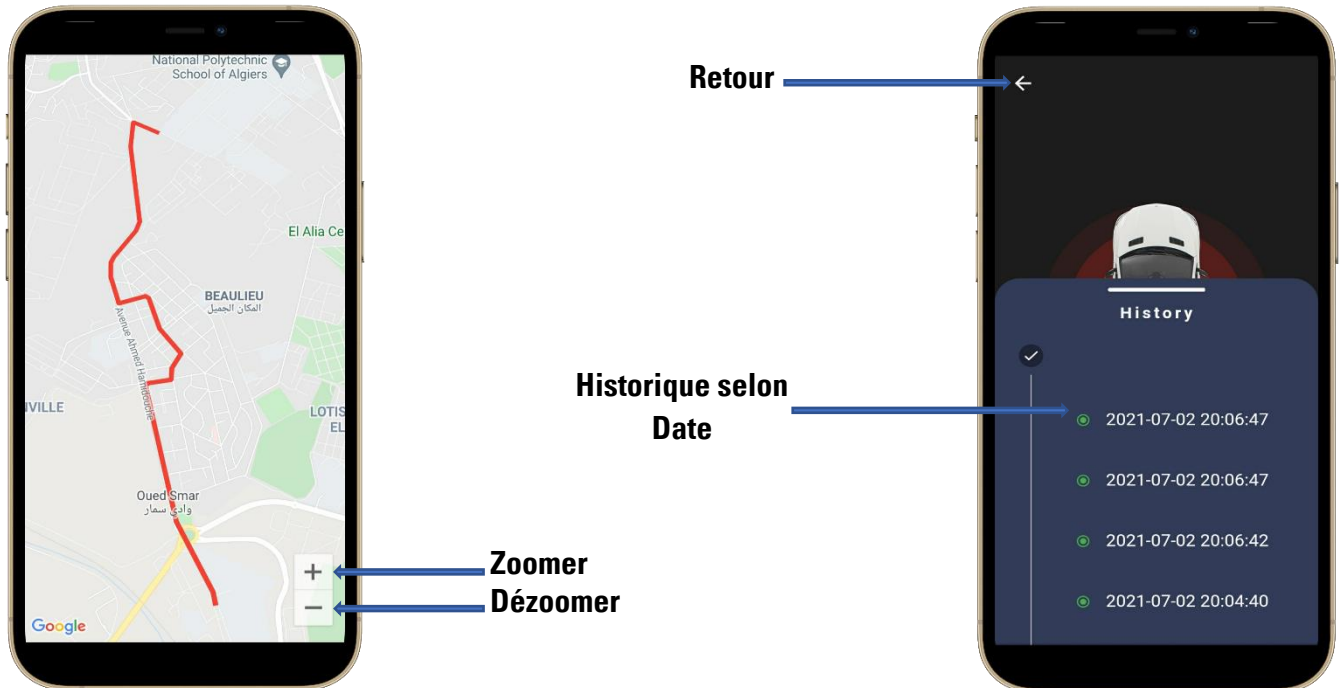 National Polytechnic
School of Algiers
El Alia Ce
BEAULIEU
المكان الجميل
Avenue Ahmed Hamidouche
IVILLE
LOTIS
EL
Oued Smar
وادي سمار
+
−
Google
Zoomer
Dézoomer
Retour
Historique selon
Date
History
2021-07-02 20:06:47
2021-07-02 20:06:47
2021-07-02 20:06:42
2021-07-02 20:04:40